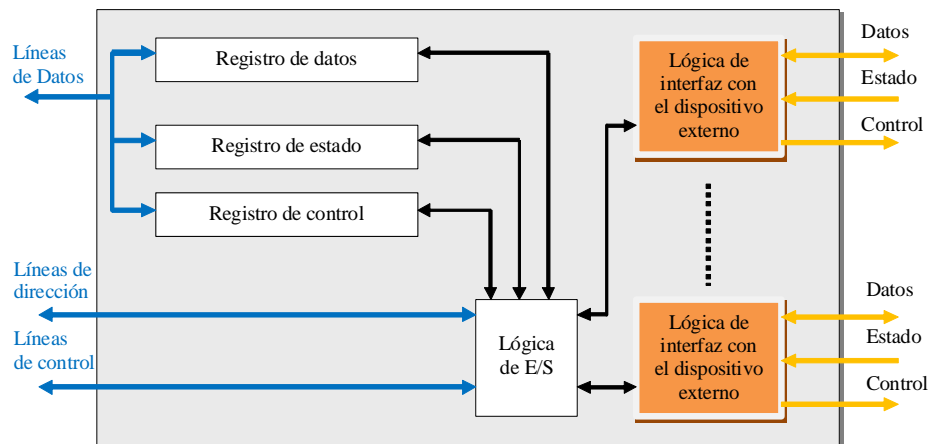 Líneas
de Datos
Registro de datos
Registro de estado
Registro de control
Líneas de
dirección
Líneas
de control
Lógica
de E/S
Lógica de
interfaz con
el dispositivo
externo
Datos
Estado
Control
Lógica de
interfaz con
el dispositivo
externo
Datos
Estado
Control